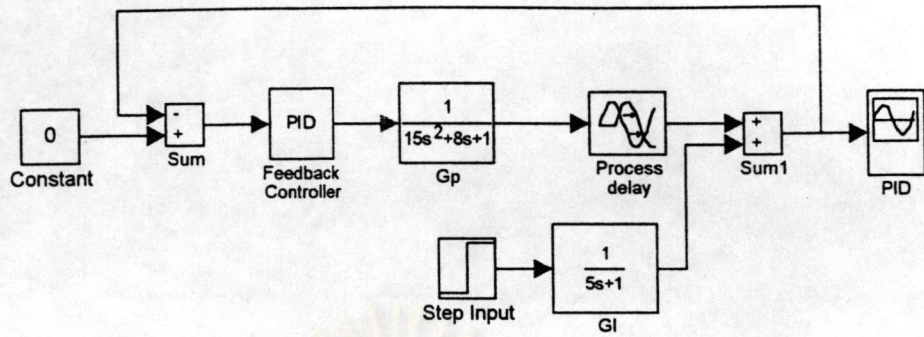 -
+
0
Constant
Sum
PID
Feedback
Controller
1
15s²+8s+1
Gp
Process
delay
+
+
Sum1
PID
Step Input
1
5s+1
Gl